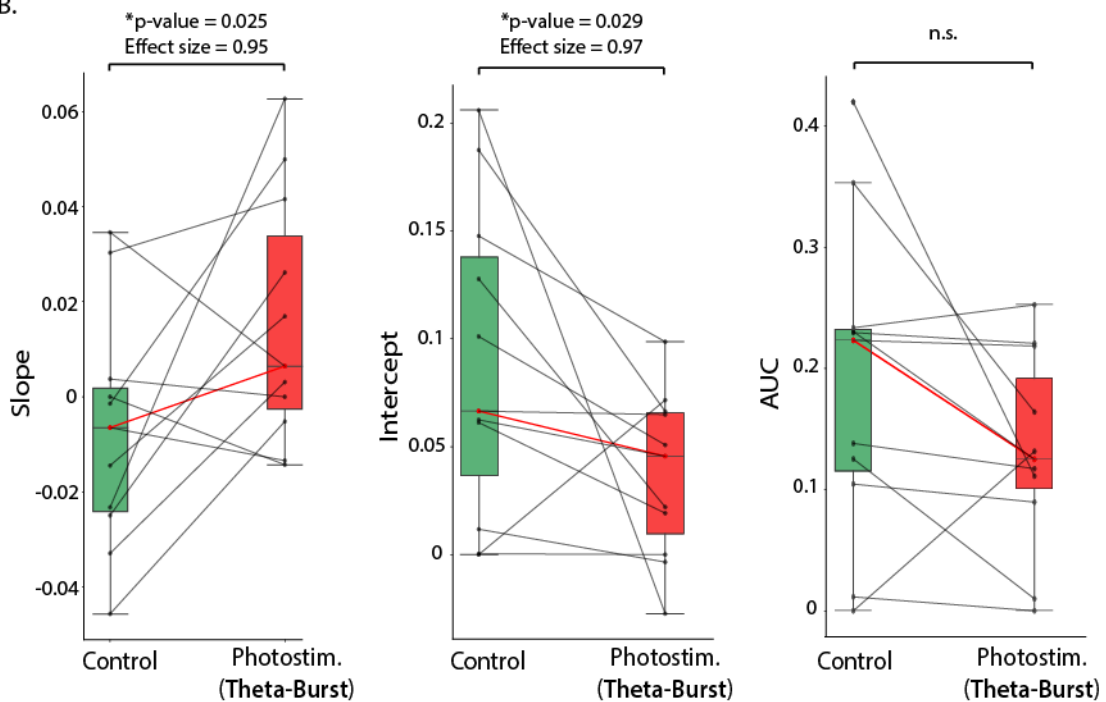 B.
*p-value = 0.025
Effect size = 0.95
0.06
0.04
0.02
0
-0.02
-0.04
Slope
Control
Photostim.
(Theta-Burst)
*p-value = 0.029
Effect size = 0.97
0.2
0.15
0.1
0.05
0
Intercept
Control
Photostim.
(Theta-Burst)
n.s.
0.4
0.3
0.2
0.1
0
AUC
Control
Photostim.
(Theta-Burst)